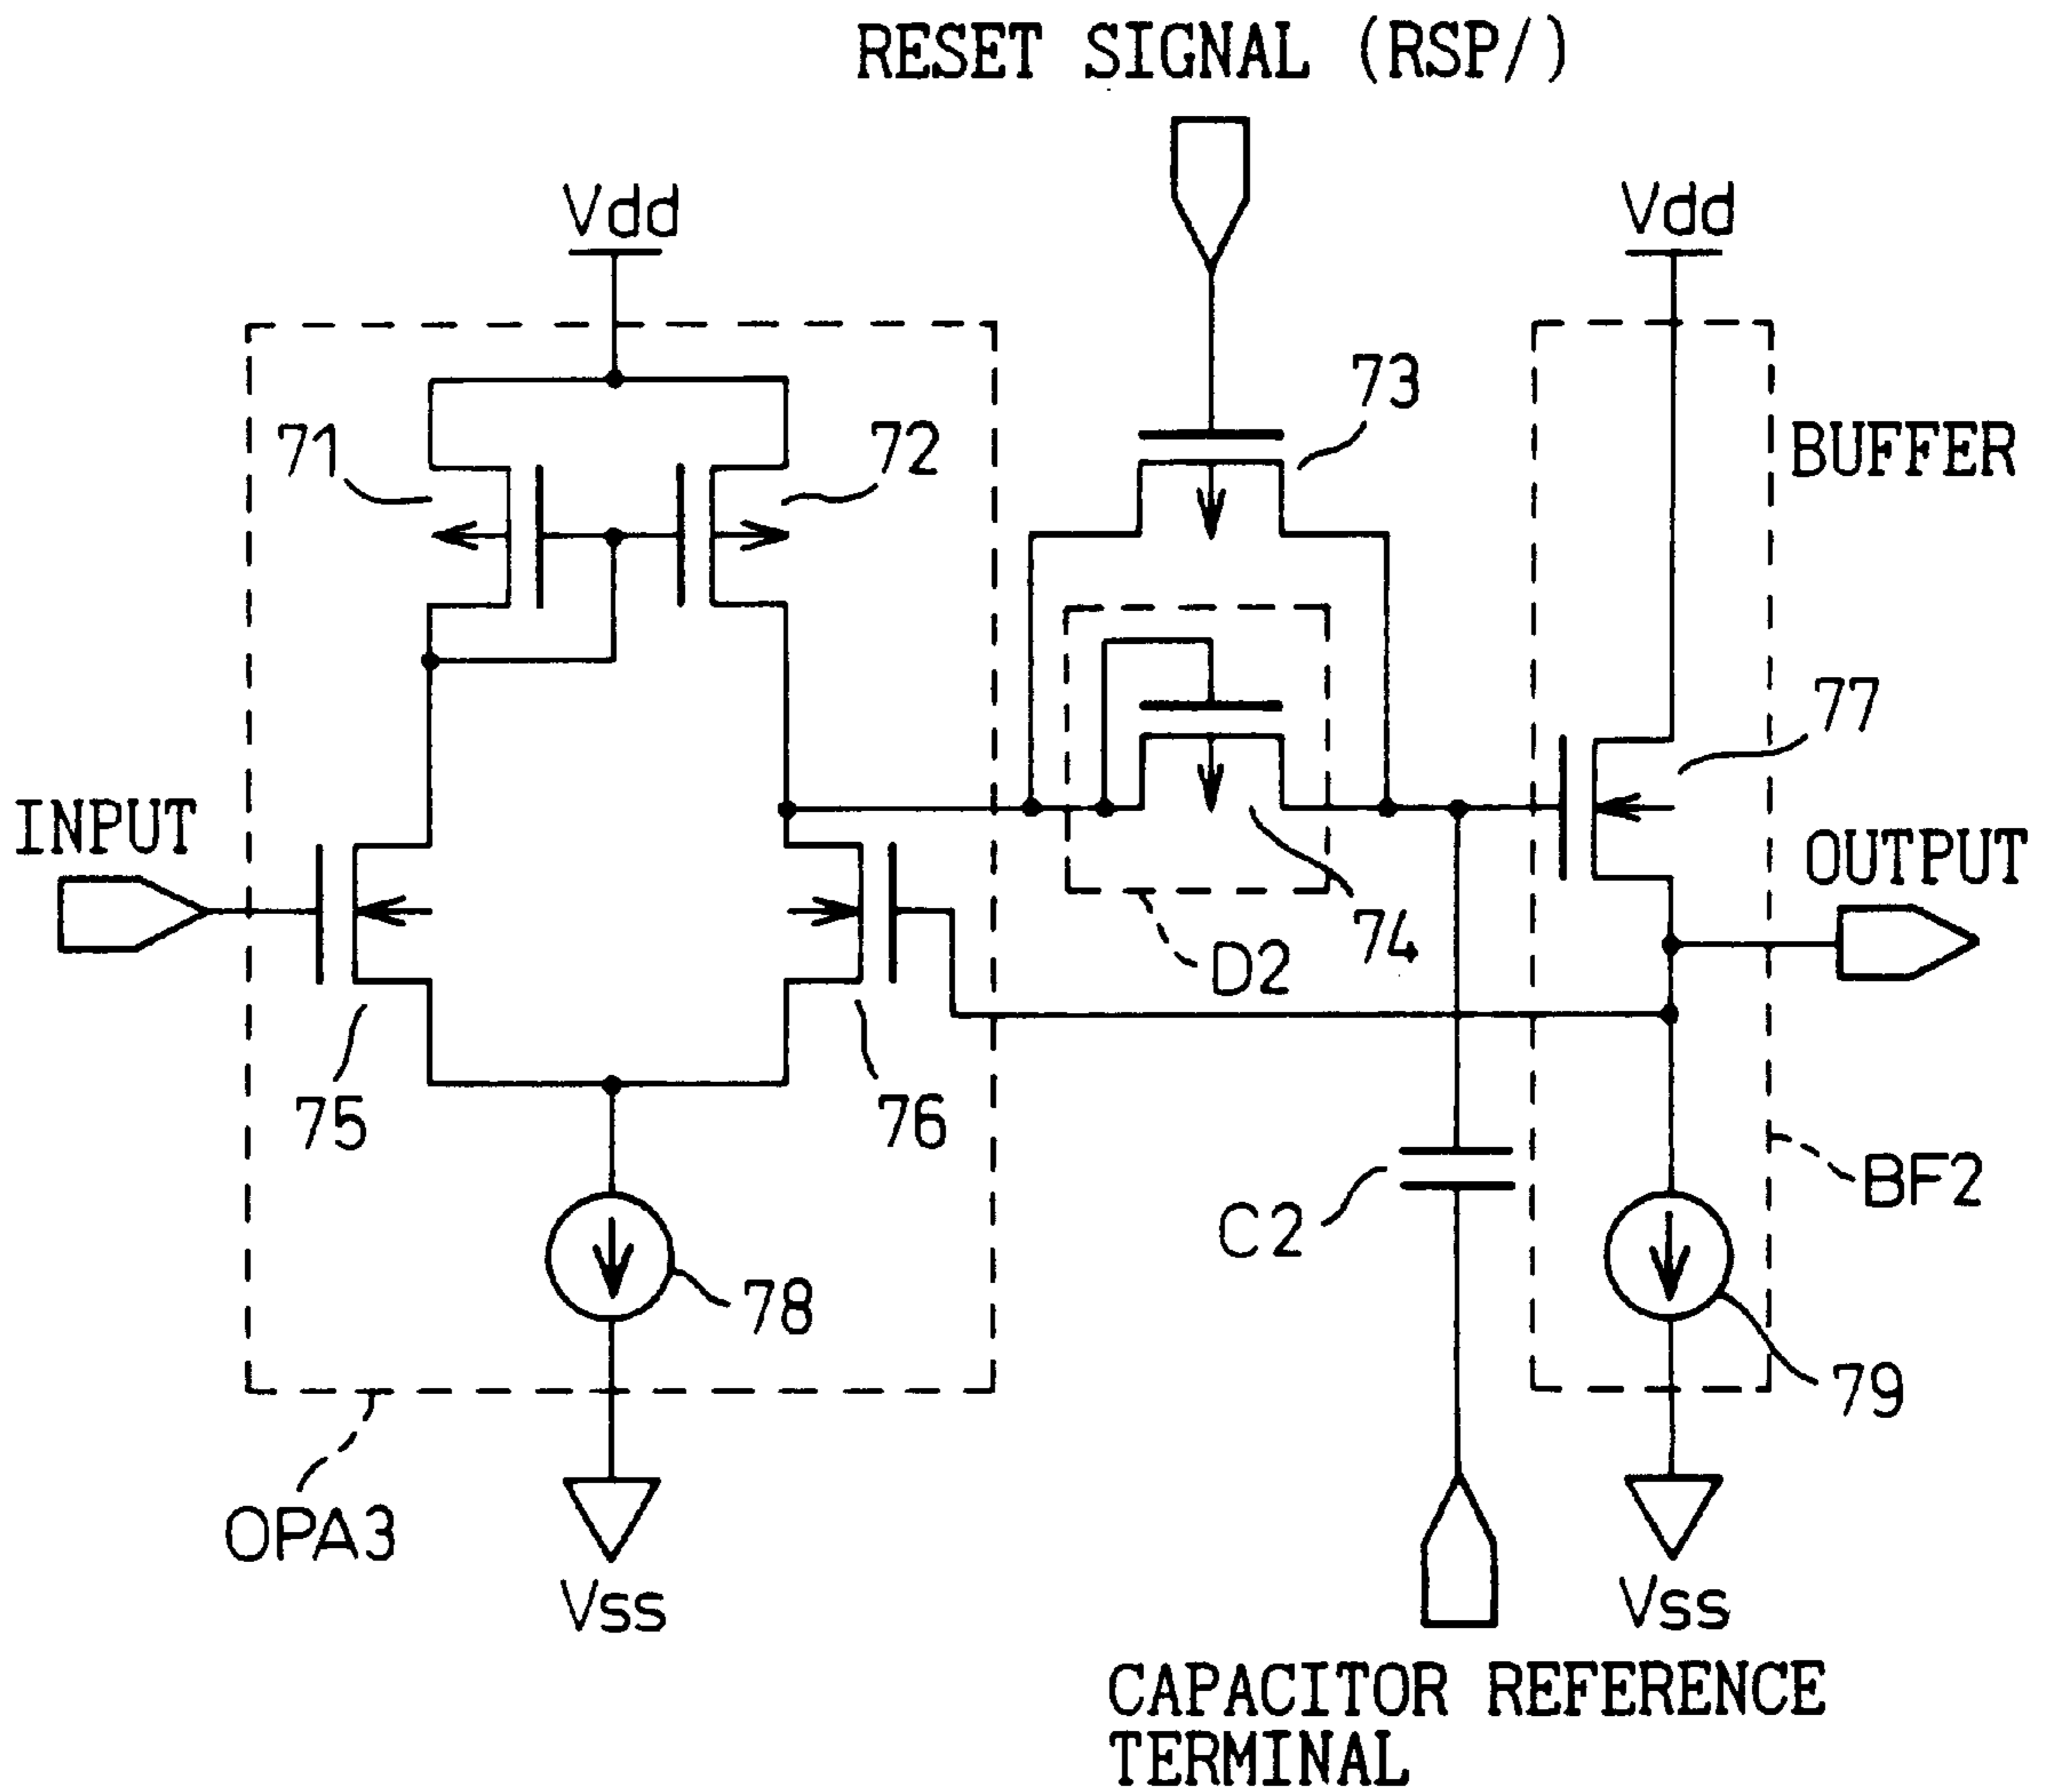 RESET SIGNAL (RSP/)
Vdd
Vdd
73
71
72
BUFFER
77
INPUT
OUTPUT
74
D2
75
76
BF2
C2
78
79
OPA3
Vss
Vss
CAPACITOR REFERENCE
TERMINAL